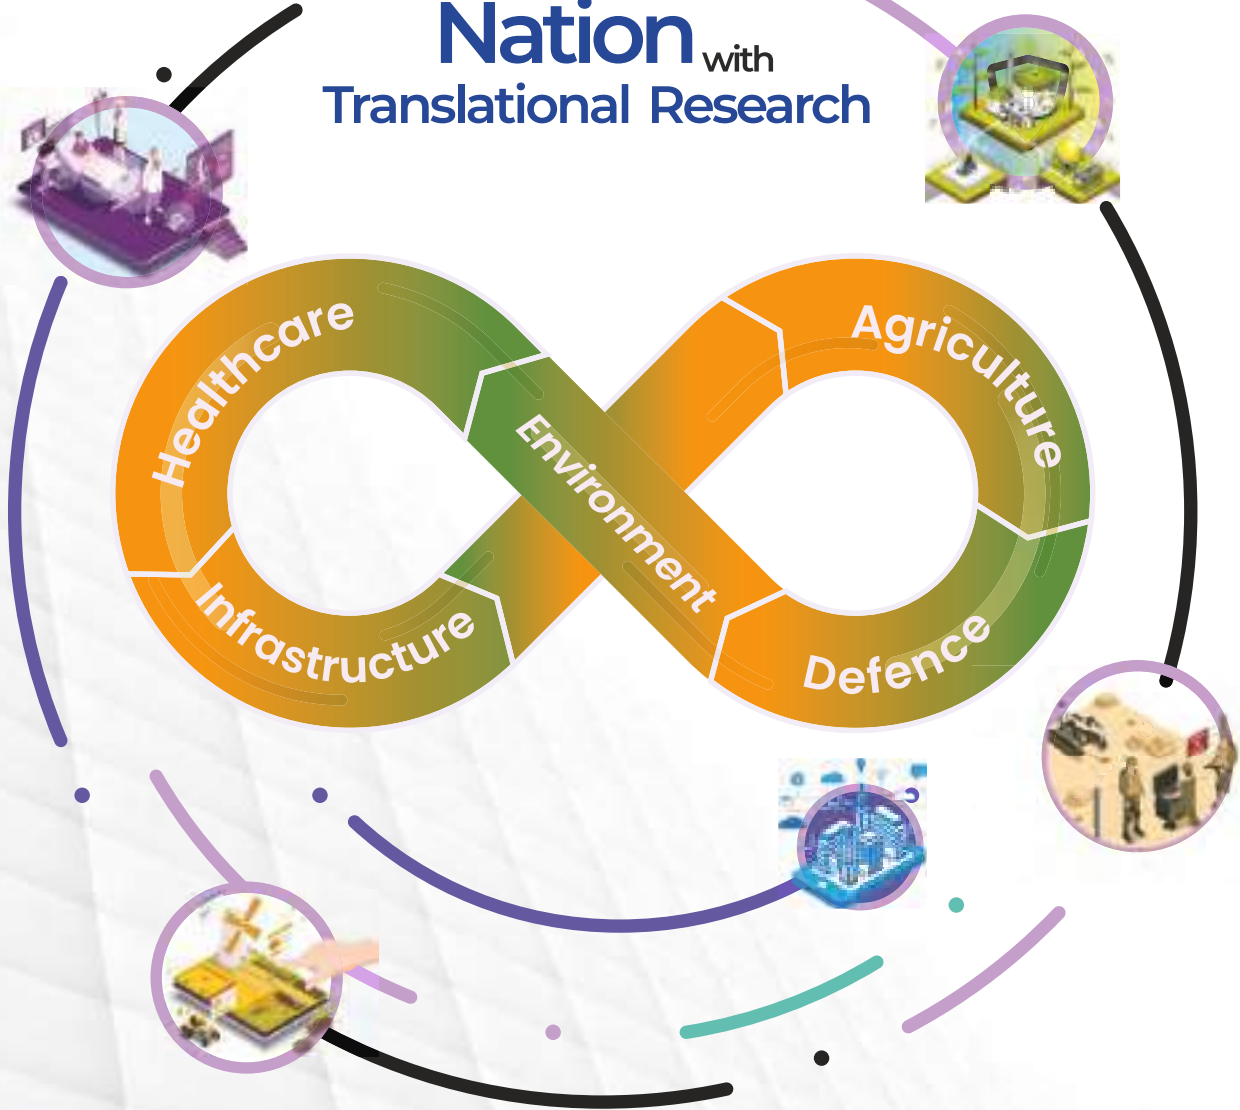 Nation with
Translational Research
Healthcare
Agriculture
Environment
Infrastructure
Defence